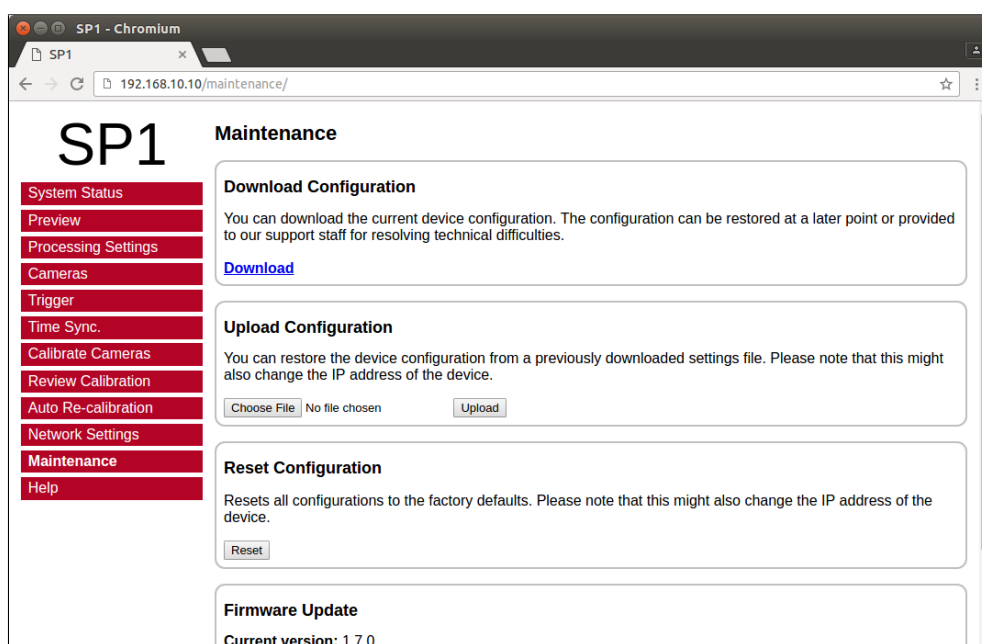 SP1 - Chromium
SP1
192.168.10.10/maintenance/
SP1
System Status
Preview
Processing Settings
Cameras
Trigger
Time Sync.
Calibrate Cameras
Review Calibration
Auto Re-calibration
Network Settings
Maintenance
Help
Maintenance
Download Configuration
You can download the current device configuration. The configuration can be restored at a later point or provided
to our support staff for resolving technical difficulties.
Download
Upload Configuration
You can restore the device configuration from a previously downloaded settings file. Please note that this might
also change the IP address of the device.
Choose File No file chosen Upload
Reset Configuration
Resets all configurations to the factory defaults. Please note that this might also change the IP address of the
device.
Reset
Firmware Update
Current version: 1.7.0